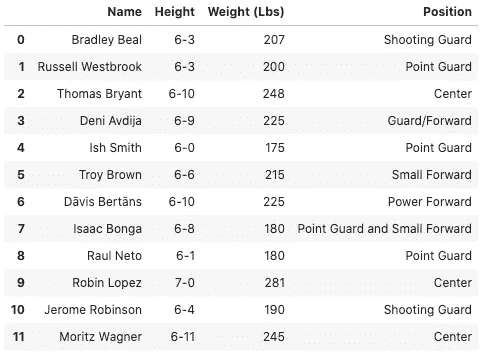 Name Height Weight (Lbs) Position
0 Bradley Beal 6-3 207 Shooting Guard
1 Russell Westbrook 6-3 200 Point Guard
2 Thomas Bryant 6-10 248 Center
3 Deni Avdija 6-9 225 Guard/Forward
4 Ish Smith 6-0 175 Point Guard
5 Troy Brown 6-6 215 Small Forward
6 Dāvis Bertāns 6-10 225 Power Forward
7 Isaac Bonga 6-8 180 Point Guard and Small Forward
8 Raul Neto 6-1 180 Point Guard
9 Robin Lopez 7-0 281 Center
10 Jerome Robinson 6-4 190 Shooting Guard
11 Moritz Wagner 6-11 245 Center